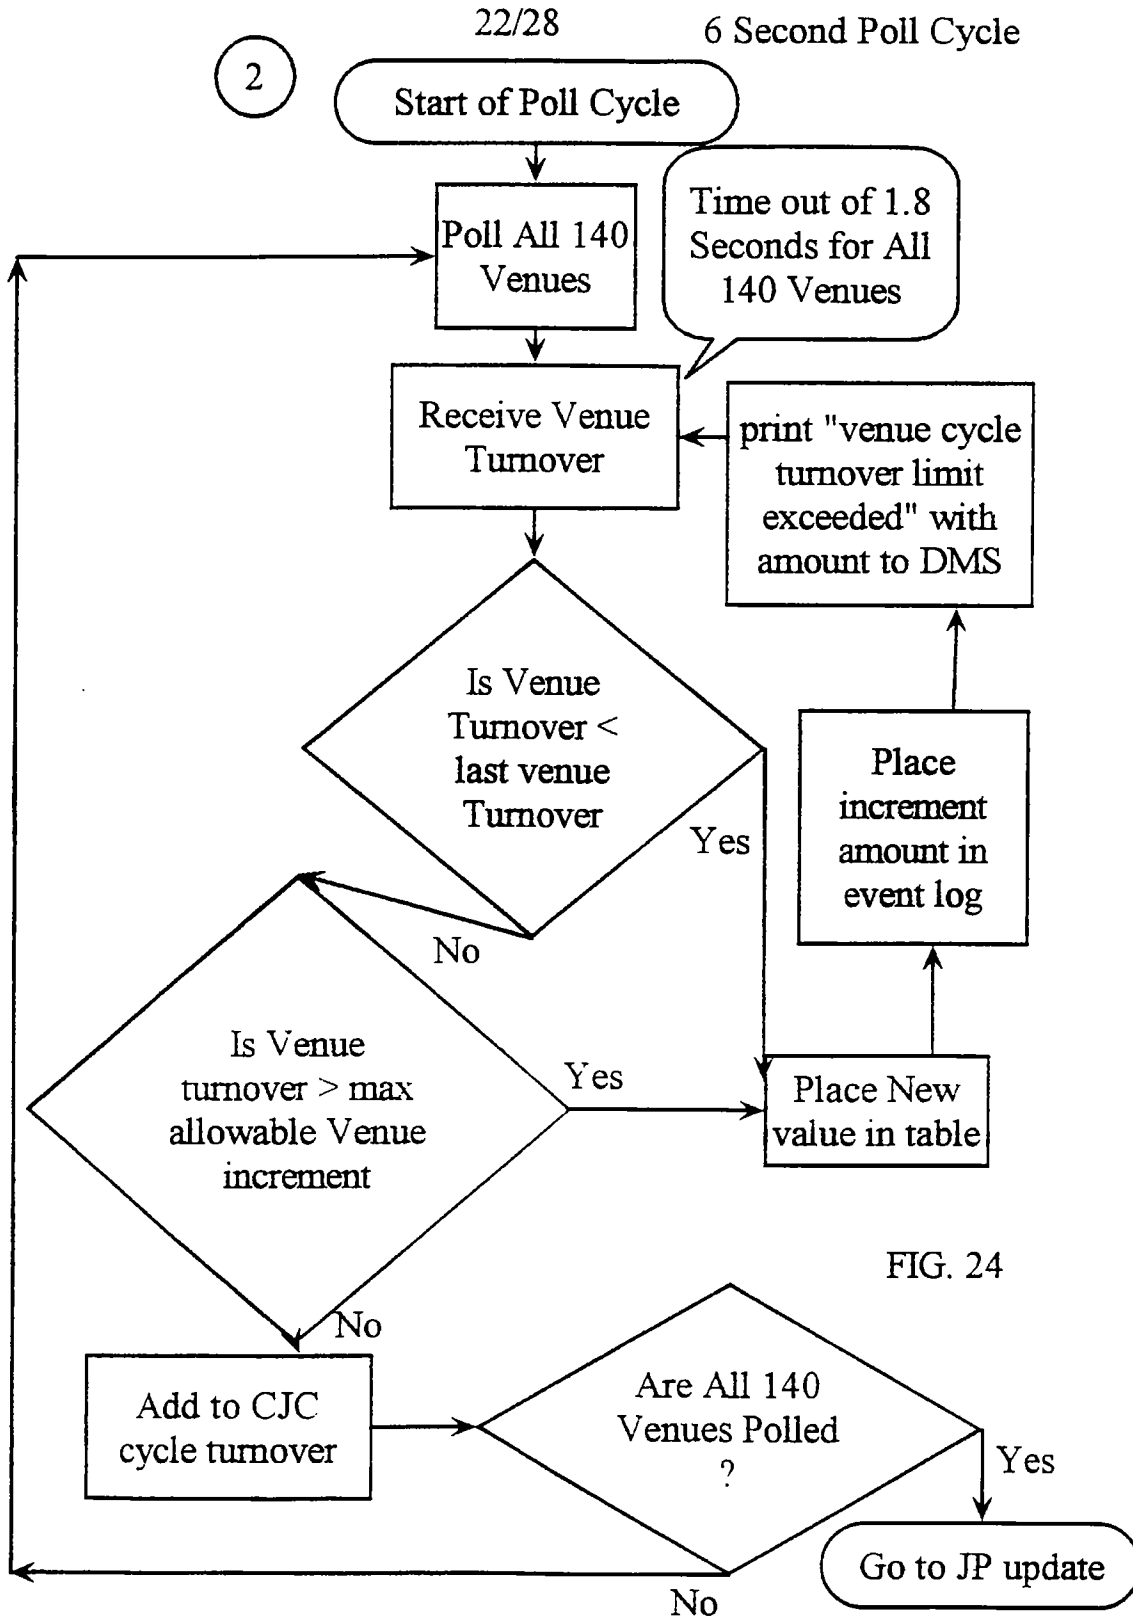 22/28
6 Second Poll Cycle
2
Start of Poll Cycle
Poll All 140
Venues
Time out of 1.8
Seconds for All
140 Venues
Receive Venue
Turnover
print "venue cycle
turnover limit
exceeded" with
amount to DMS
Is Venue
Turnover <
last venue
Turnover
Yes
No
Place
increment
amount in
event log
Is Venue
turnover > max
allowable Venue
increment
Yes
Place New
value in table
No
FIG. 24
Add to CJC
cycle turnover
Are All 140
Venues Polled
?
Yes
No
Go to JP update